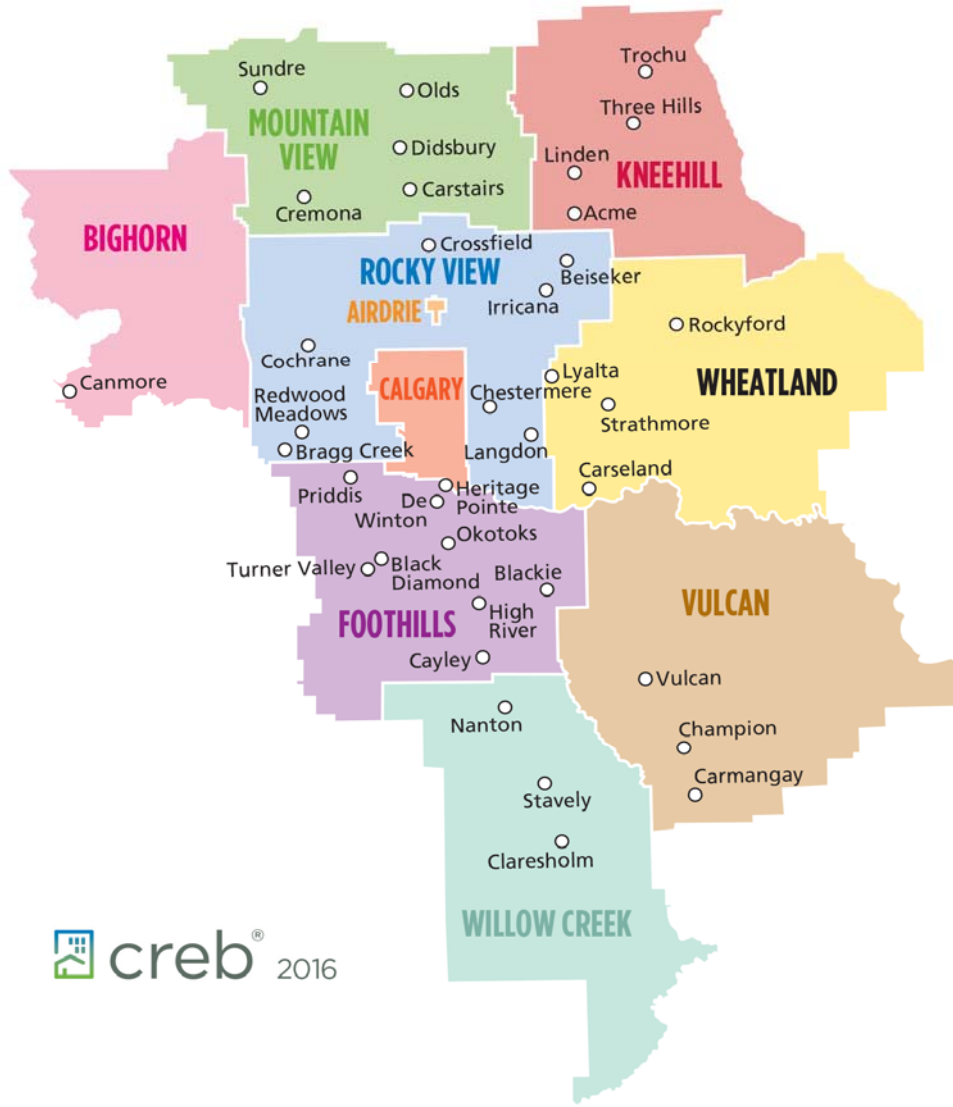 Trochu
Sundre
Olds
Three Hills
MOUNTAIN
VIEW
Didsbury
Linden
KNEEHILL
Carstairs
Cremona
Acme
BIGHORN
Crossfield
ROCKY VIEW
Beiseker
Irricana
AIRDRIE
Rockyford
Cochrane
Lyalta
Canmore
CALGARY
Chestermere
WHEATLAND
Redwood
Meadows
Strathmore
Bragg Creek
Langdon
Carseland
Priddis
Heritage
Pointe
De
Winton
Okotoks
Turner Valley
Black
Diamond
Blackie
VULCAN
FOOTHILLS
High
River
Cayley
Vulcan
Nanton
Champion
Carmangay
Stavely
Claresholm
WILLOW CREEK
creb® 2016